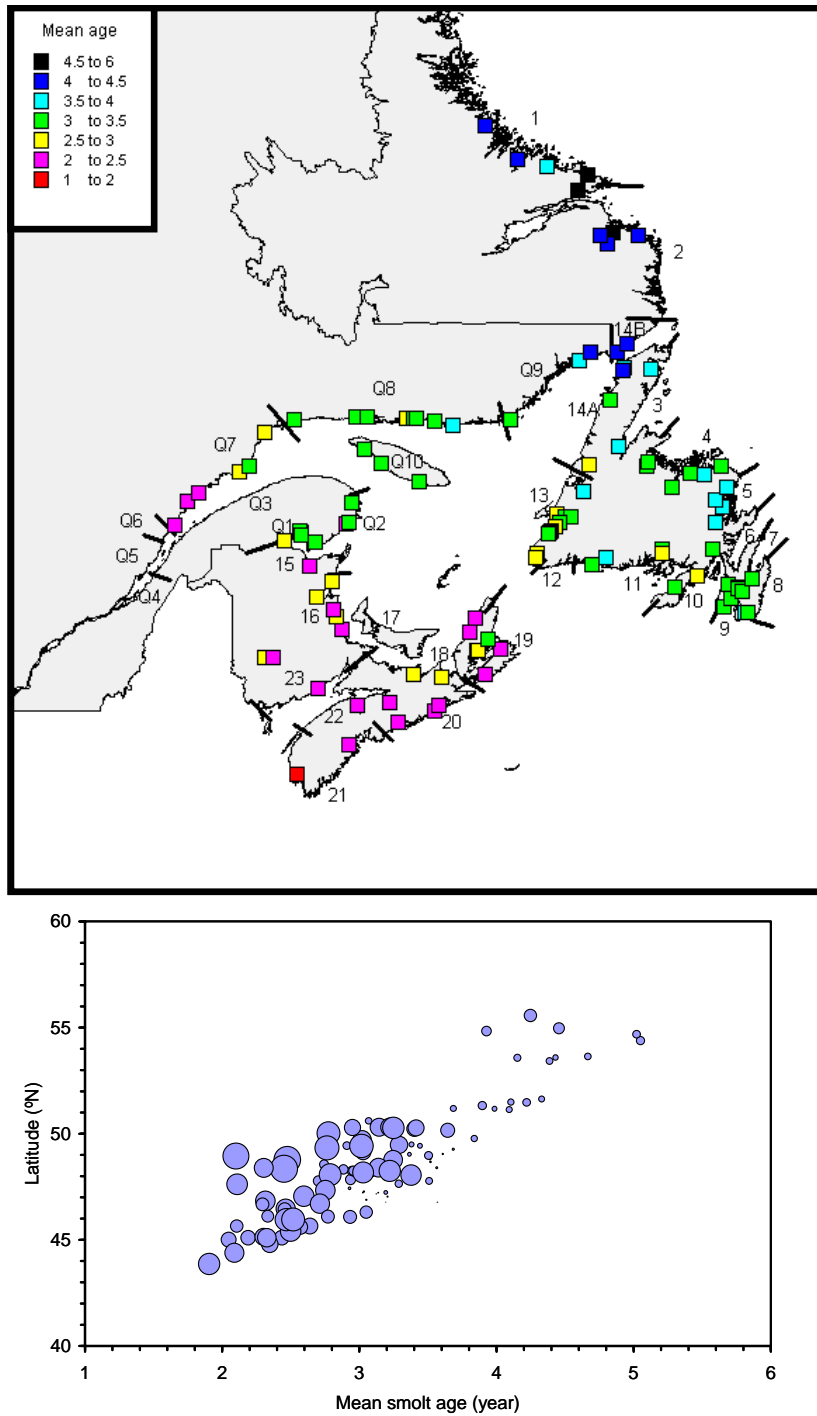 Mean age
4.5 to 6
4 to 4.5
3.5 to 4
3 to 3.5
2.5 to 3
2 to 2.5
1 to 2
1
2
14B
Q9
Q8
14A
3
4
Q7
Q10
Q3
5
13
Q6
Q1
Q2
6
7
Q5
15
12
11
8
Q4
10
16
17
9
18
19
23
22
20
21
60
55
50
45
40
Latitude (ºN)
1
2
3
4
5
6
Mean smolt age (year)